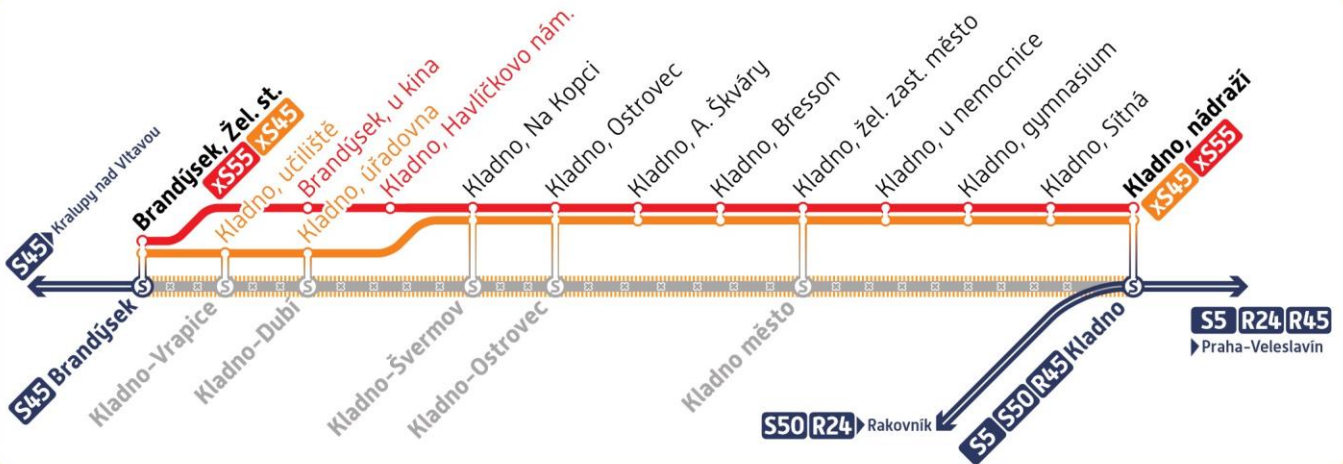 S45 Kralupy nad Vltavou
Brandýsek, Žel. st.
xS55 xS45
Kladno, učiliště
Brandýsek, u kina
Kladno, úřadovna
Kladno, Havlíčkovo nám.
Kladno, Na Kopci
Kladno, Ostrovec
Kladno, A. Škváry
Kladno, Bresson
Kladno, žel. zast. město
Kladno, u nemocnice
Kladno, gymnasium
Kladno, Sítná
Kladno, nádraží
xS45 xS55
S S S S S S S
S45 Brandýsek
Kladno-Vrapice
Kladno-Dubí
Kladno-Švermov
Kladno-Ostrovec
Kladno město
S5 S50 R45 Kladno
S50 R24 Rakovník
S5 R24 R45
Praha-Veleslavín